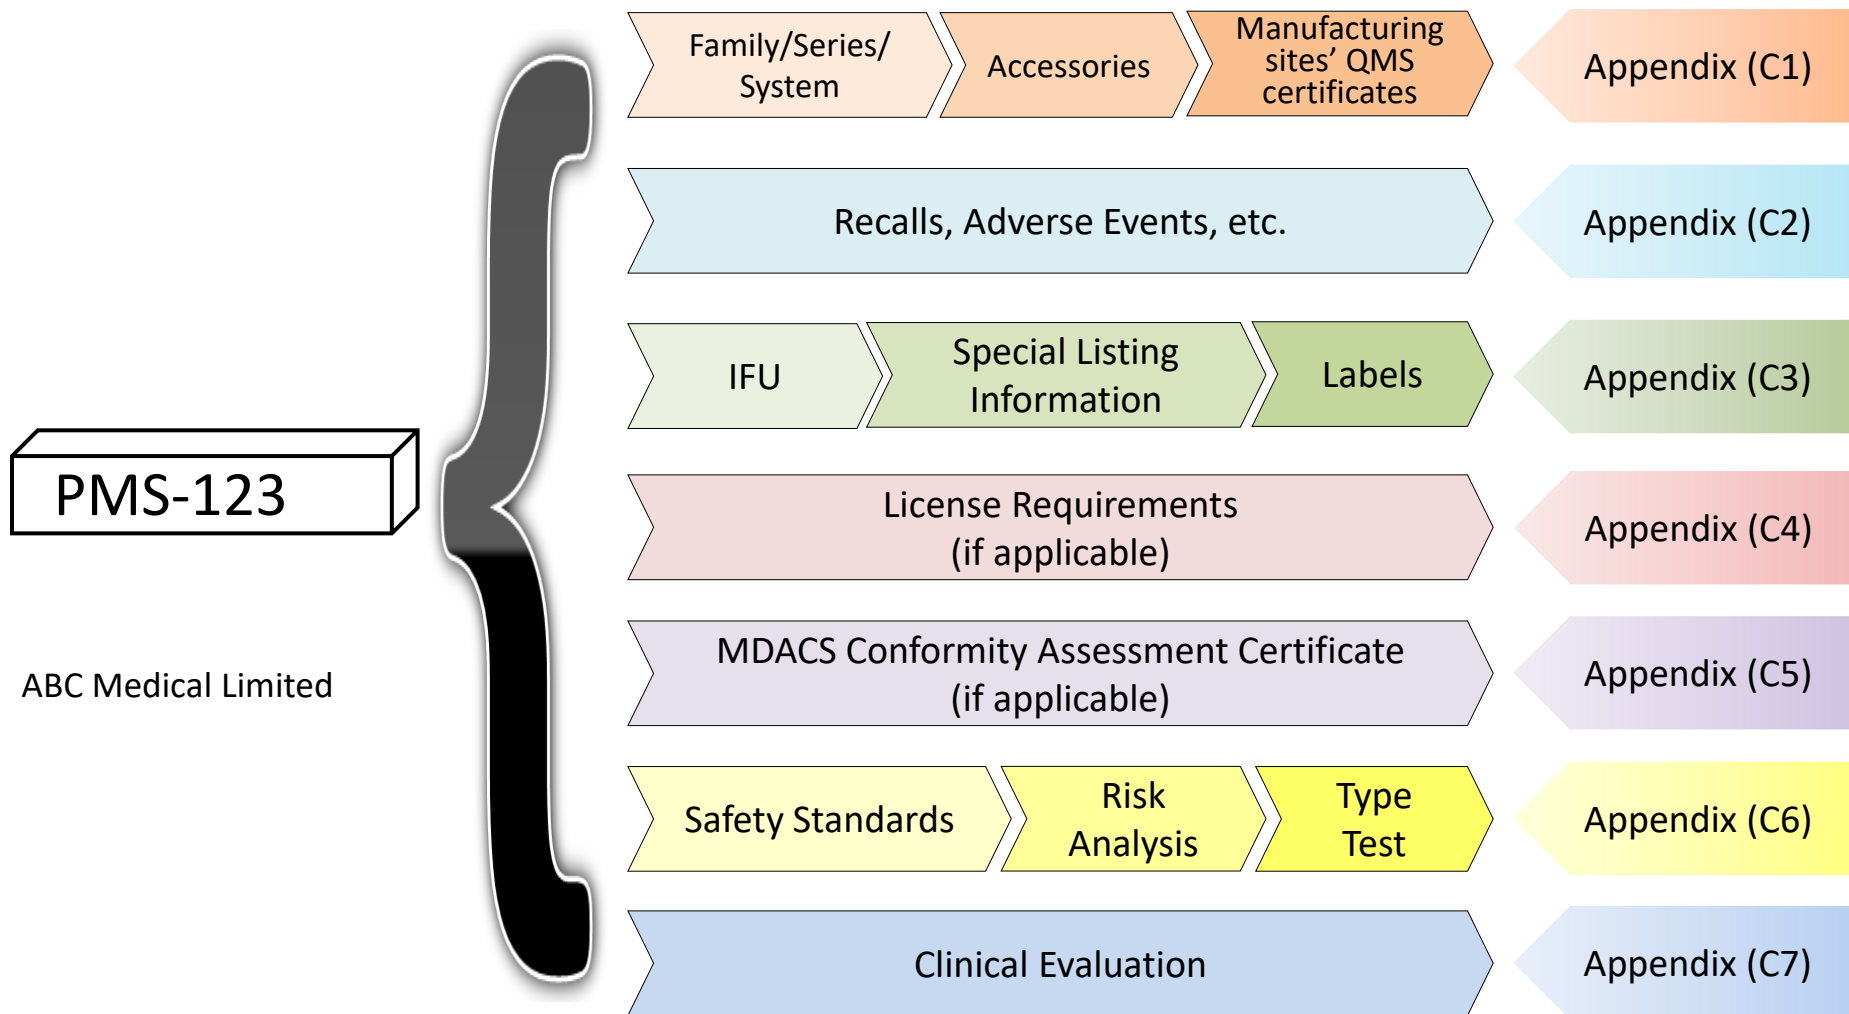 Family/Series/
System
Accessories
Manufacturing
sites’ QMS
certificates
Appendix (C1)
Recalls, Adverse Events, etc.
Appendix (C2)
IFU
Special Listing
Information
Labels
Appendix (C3)
PMS-123
License Requirements
(if applicable)
Appendix (C4)
ABC Medical Limited
MDACS Conformity Assessment Certificate
(if applicable)
Appendix (C5)
Safety Standards
Risk
Analysis
Type
Test
Appendix (C6)
Clinical Evaluation
Appendix (C7)